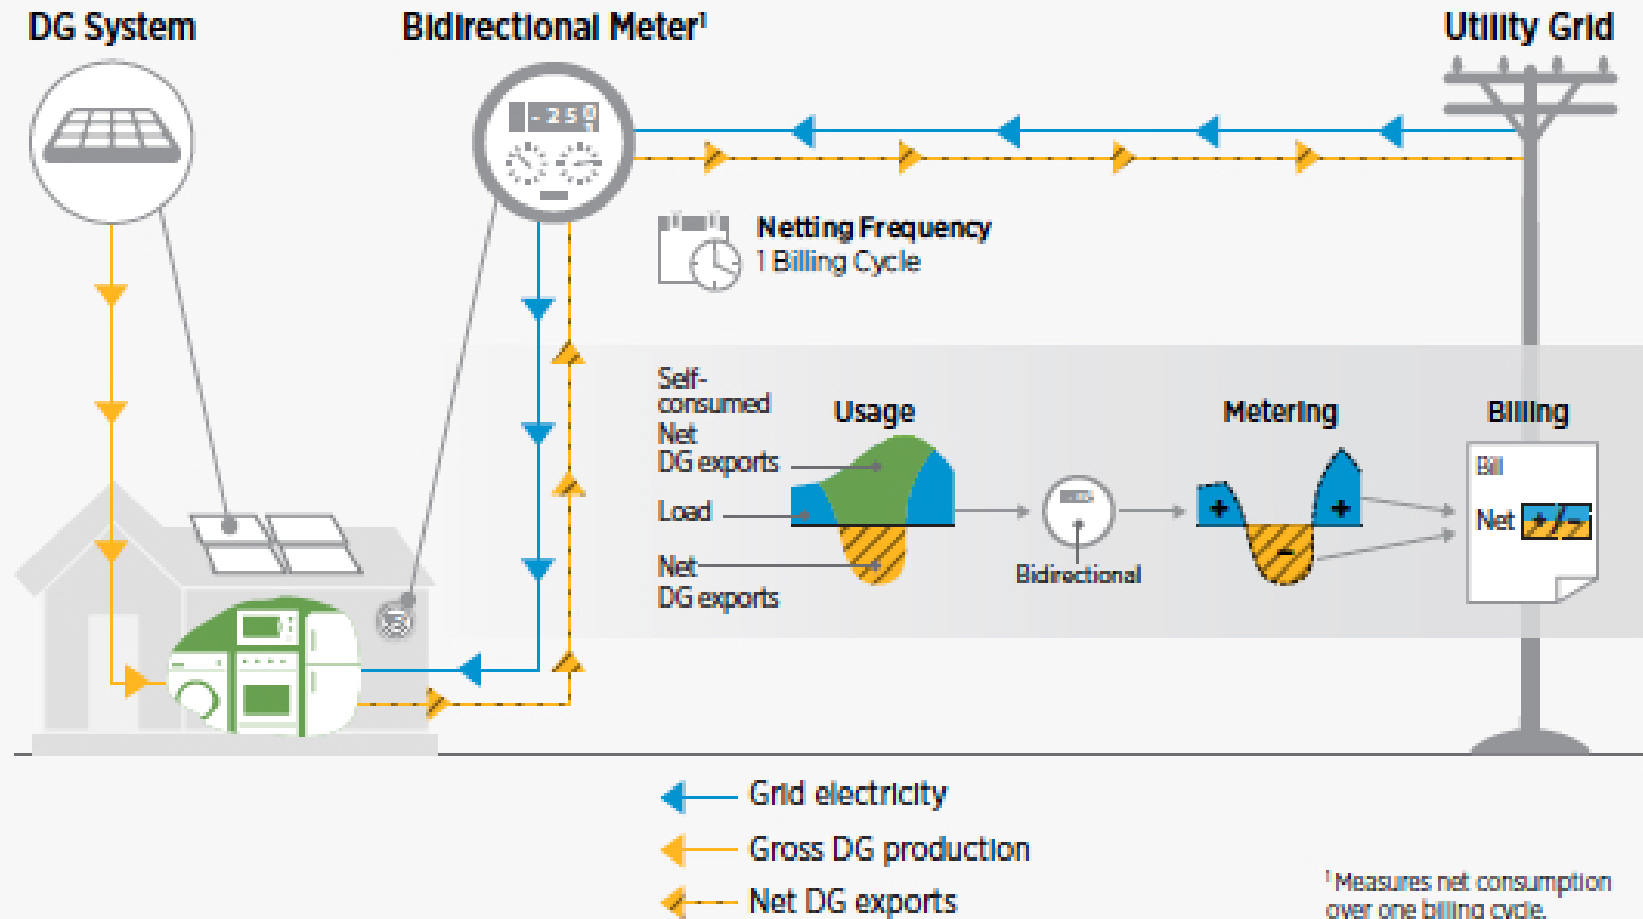 DG System
Bidirectional Meter¹
Utility Grid
Netting Frequency
1 Billing Cycle
Self-
consumed
Net
DG exports
Load
Net
DG exports
Usage
Bidirectional
Metering
+
-
+
Billing
Bill
Net +/-
Grid electricity
Gross DG production
Net DG exports
¹Measures net consumption
over one billing cycle.